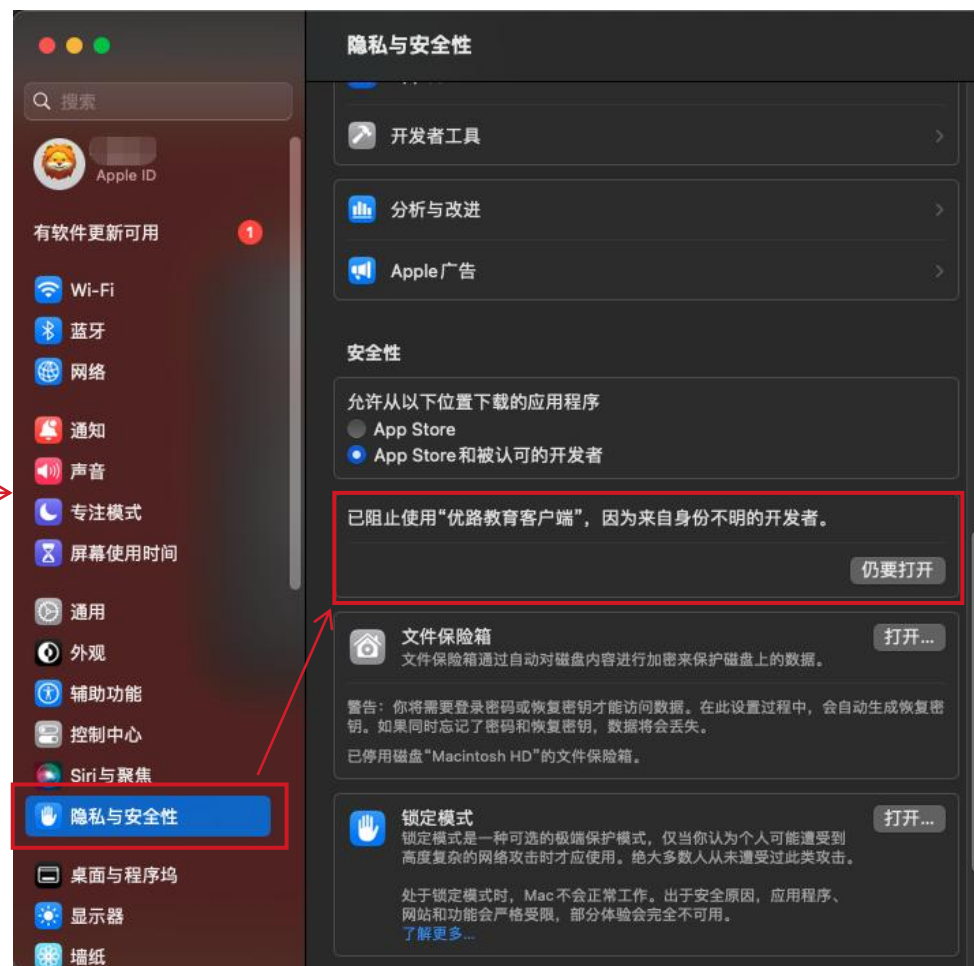 隐私与安全性
搜索
Apple ID
有软件更新可用
1
Wi-Fi
蓝牙
网络
通知
声音
专注模式
屏幕使用时间
通用
外观
辅助功能
控制中心
Siri与聚焦
隐私与安全性
桌面与程序坞
显示器
墙纸
开发者工具
分析与改进
Apple广告
安全性
允许从以下位置下载的应用程序
App Store
App Store和被认可的开发者
已阻止使用“优路教育客户端”，因为来自身份不明的开发者。
仍要打开
文件保险箱
打开...
文件保险箱通过自动对磁盘内容进行加密来保护磁盘上的数据。
警告：你将需要登录密码或恢复密钥才能访问数据。在此设置过程中，会自动生成恢复密
钥。如果同时忘记了密码和恢复密钥，数据将会丢失。
已停用磁盘“Macintosh HD”的文件保险箱。
锁定模式
打开...
锁定模式是一种可选的极端保护模式，仅当你认为个人可能遭受到
高度复杂的网络攻击时才应使用。绝大多数人从未遭受过此类攻击。
处于锁定模式时，Mac不会正常工作。出于安全原因，应用程序、
网站和功能会严格受限，部分体验会完全不可用。
了解更多...